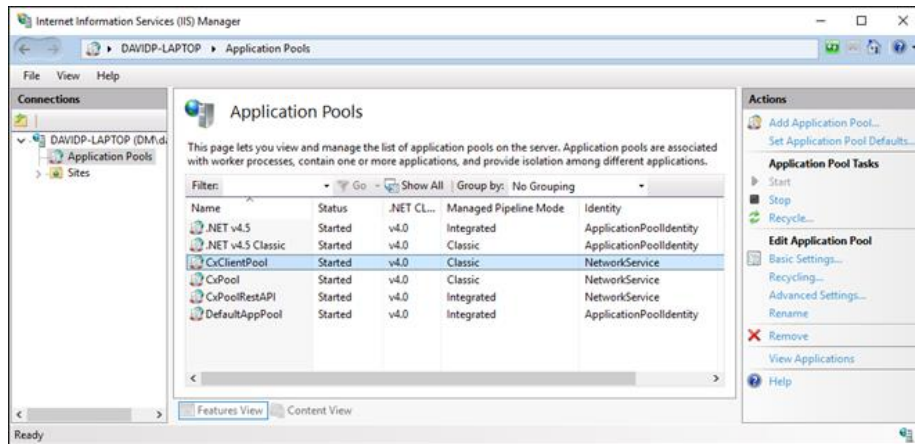 Internet Information Services (IIS) Manager
DAVIDP-LAPTOP Application Pools
File View Help
Connections
DAVIDP-LAPTOP (DM\da
Application Pools
Sites
Application Pools
This page lets you view and manage the list of application pools on the server. Application pools are associated
with worker processes, contain one or more applications, and provide isolation among different applications.
Filter: Go Show All Group by: No Grouping
Name Status .NET CL... Managed Pipeline Mode Identity
.NET v4.5 Started v4.0 Integrated ApplicationPoolIdentity
.NET v4.5 Classic Started v4.0 Classic ApplicationPoolIdentity
CxClientPool Started v4.0 Classic NetworkService
CxPool Started v4.0 Classic NetworkService
CxPoolRestAPI Started v4.0 Integrated NetworkService
DefaultAppPool Started v4.0 Integrated ApplicationPoolIdentity
Features View Content View
Actions
Add Application Pool...
Set Application Pool Defaults...
Application Pool Tasks
Start
Stop
Recycle...
Edit Application Pool
Basic Settings...
Recycling...
Advanced Settings...
Rename
Remove
View Applications
Help
Ready